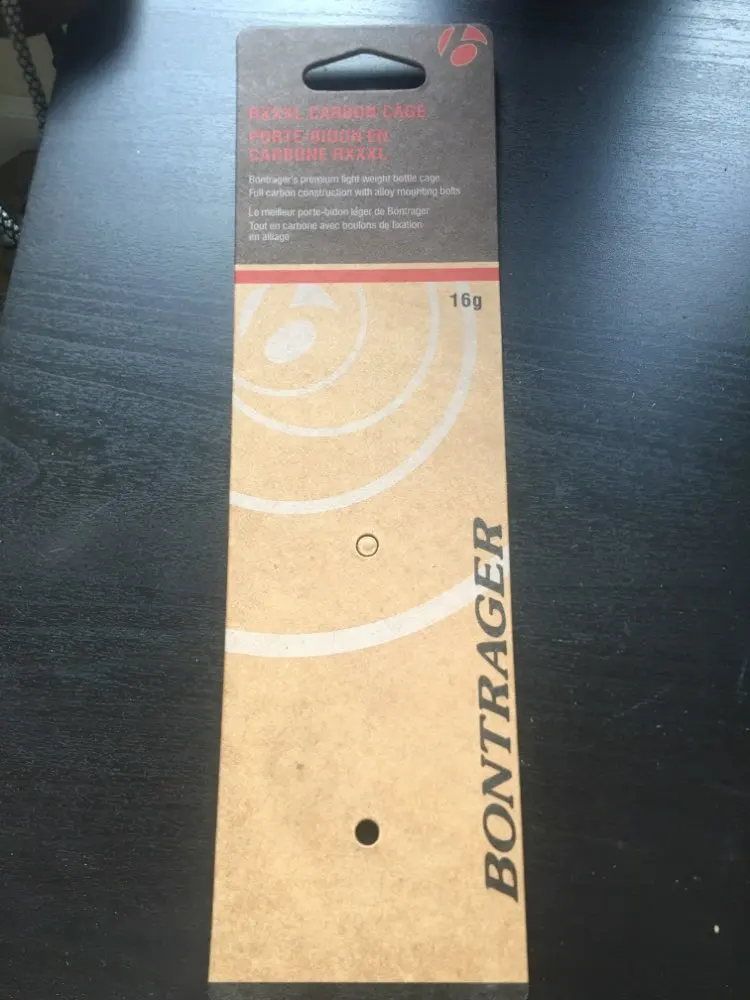 RXXXL CARBON CAGE
PORTE-BIDON EN
CARBONE RXXXL
Bontrager's premium light weight bottle cage
Full carbon construction with alloy mounting bolts
Le meilleur porte-bidon léger de Bontrager
Tout en carbone avec boulons de fixation
en alliage
16g
BONTRAGER